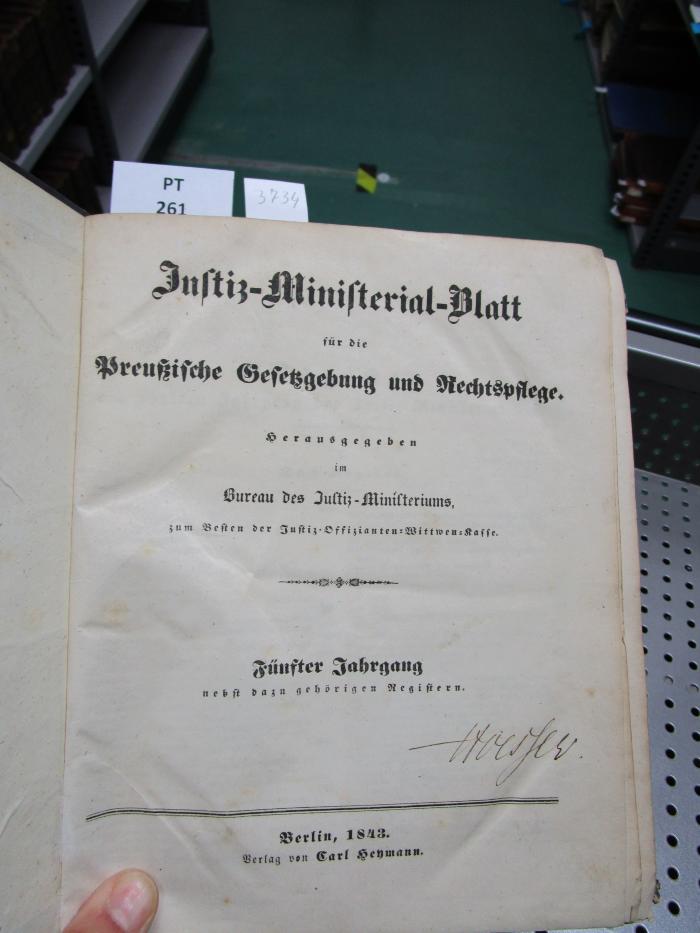 PT
261
3734
Justiz-Ministerial-Blatt
für die
Preußische Gesetzgebung und Rechtspflege.
Herausgegeben
im
Bureau des Justiz-Ministeriums,
zum Besten der Justiz-Offizianten-Wittwen-Kasse.
Fünfter Jahrgang
nebst dazu gehörigen Registern.
Berlin, 1843.
Verlag von Carl Heymann.